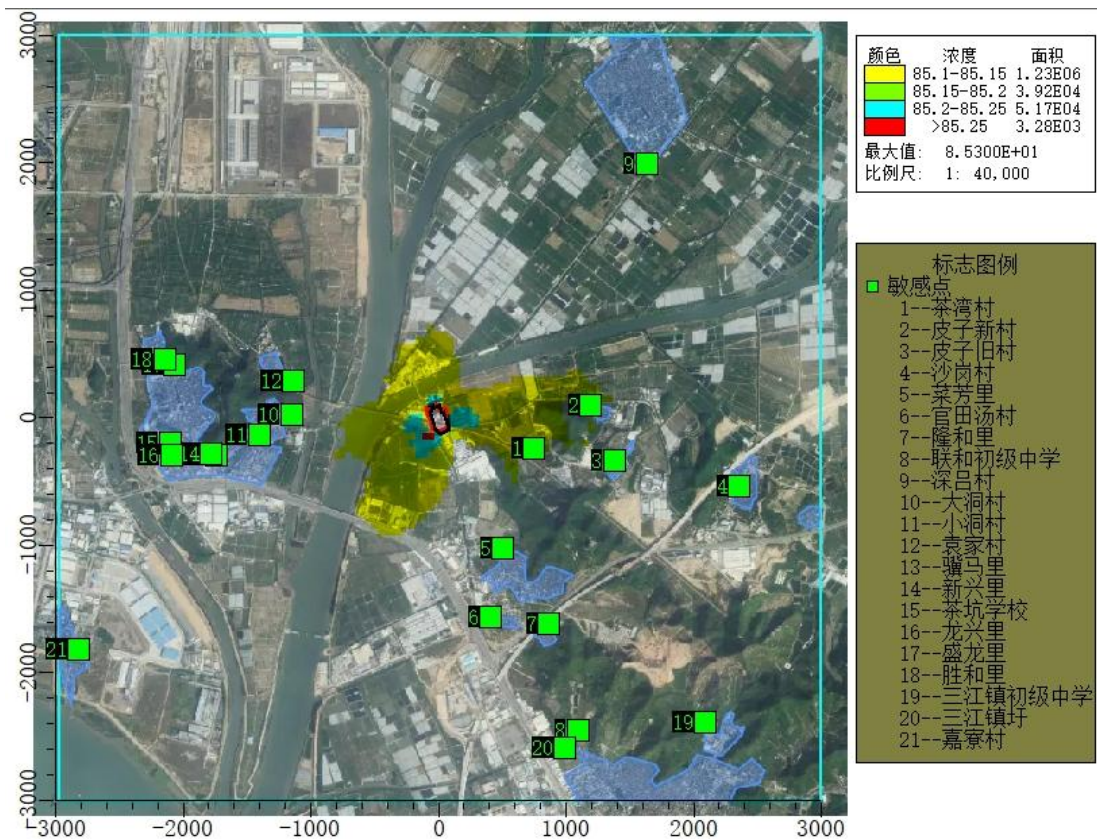 颜色 浓度 面积
85.1-85.15 1.23E06
85.15-85.2 3.92E04
85.2-85.25 5.17E04
>85.25 3.28E03
最大值: 8.5300E+01
比例尺: 1: 40,000
标志图例
敏感点
1--茶湾村
2--皮子新村
3--皮子旧村
4--沙岗村
5--菜芳里
6--官田汤村
7--隆和里
8--联和初级中学
9--深吕村
10--大洞村
11--小洞村
12--袁家村
13--骥马里
14--新兴里
15--茶坑学校
16--龙兴里
17--盛龙里
18--胜和里
19--三江镇初级中学
20--三江镇圩
21--嘉寮村
3000
2000
1000
0
-1000
-2000
-3000
9
18
12
10
11
15
16
14
2
1
3
4
5
6
7
21
8
20
19
-3000 -2000 -1000 0 1000 2000 3000